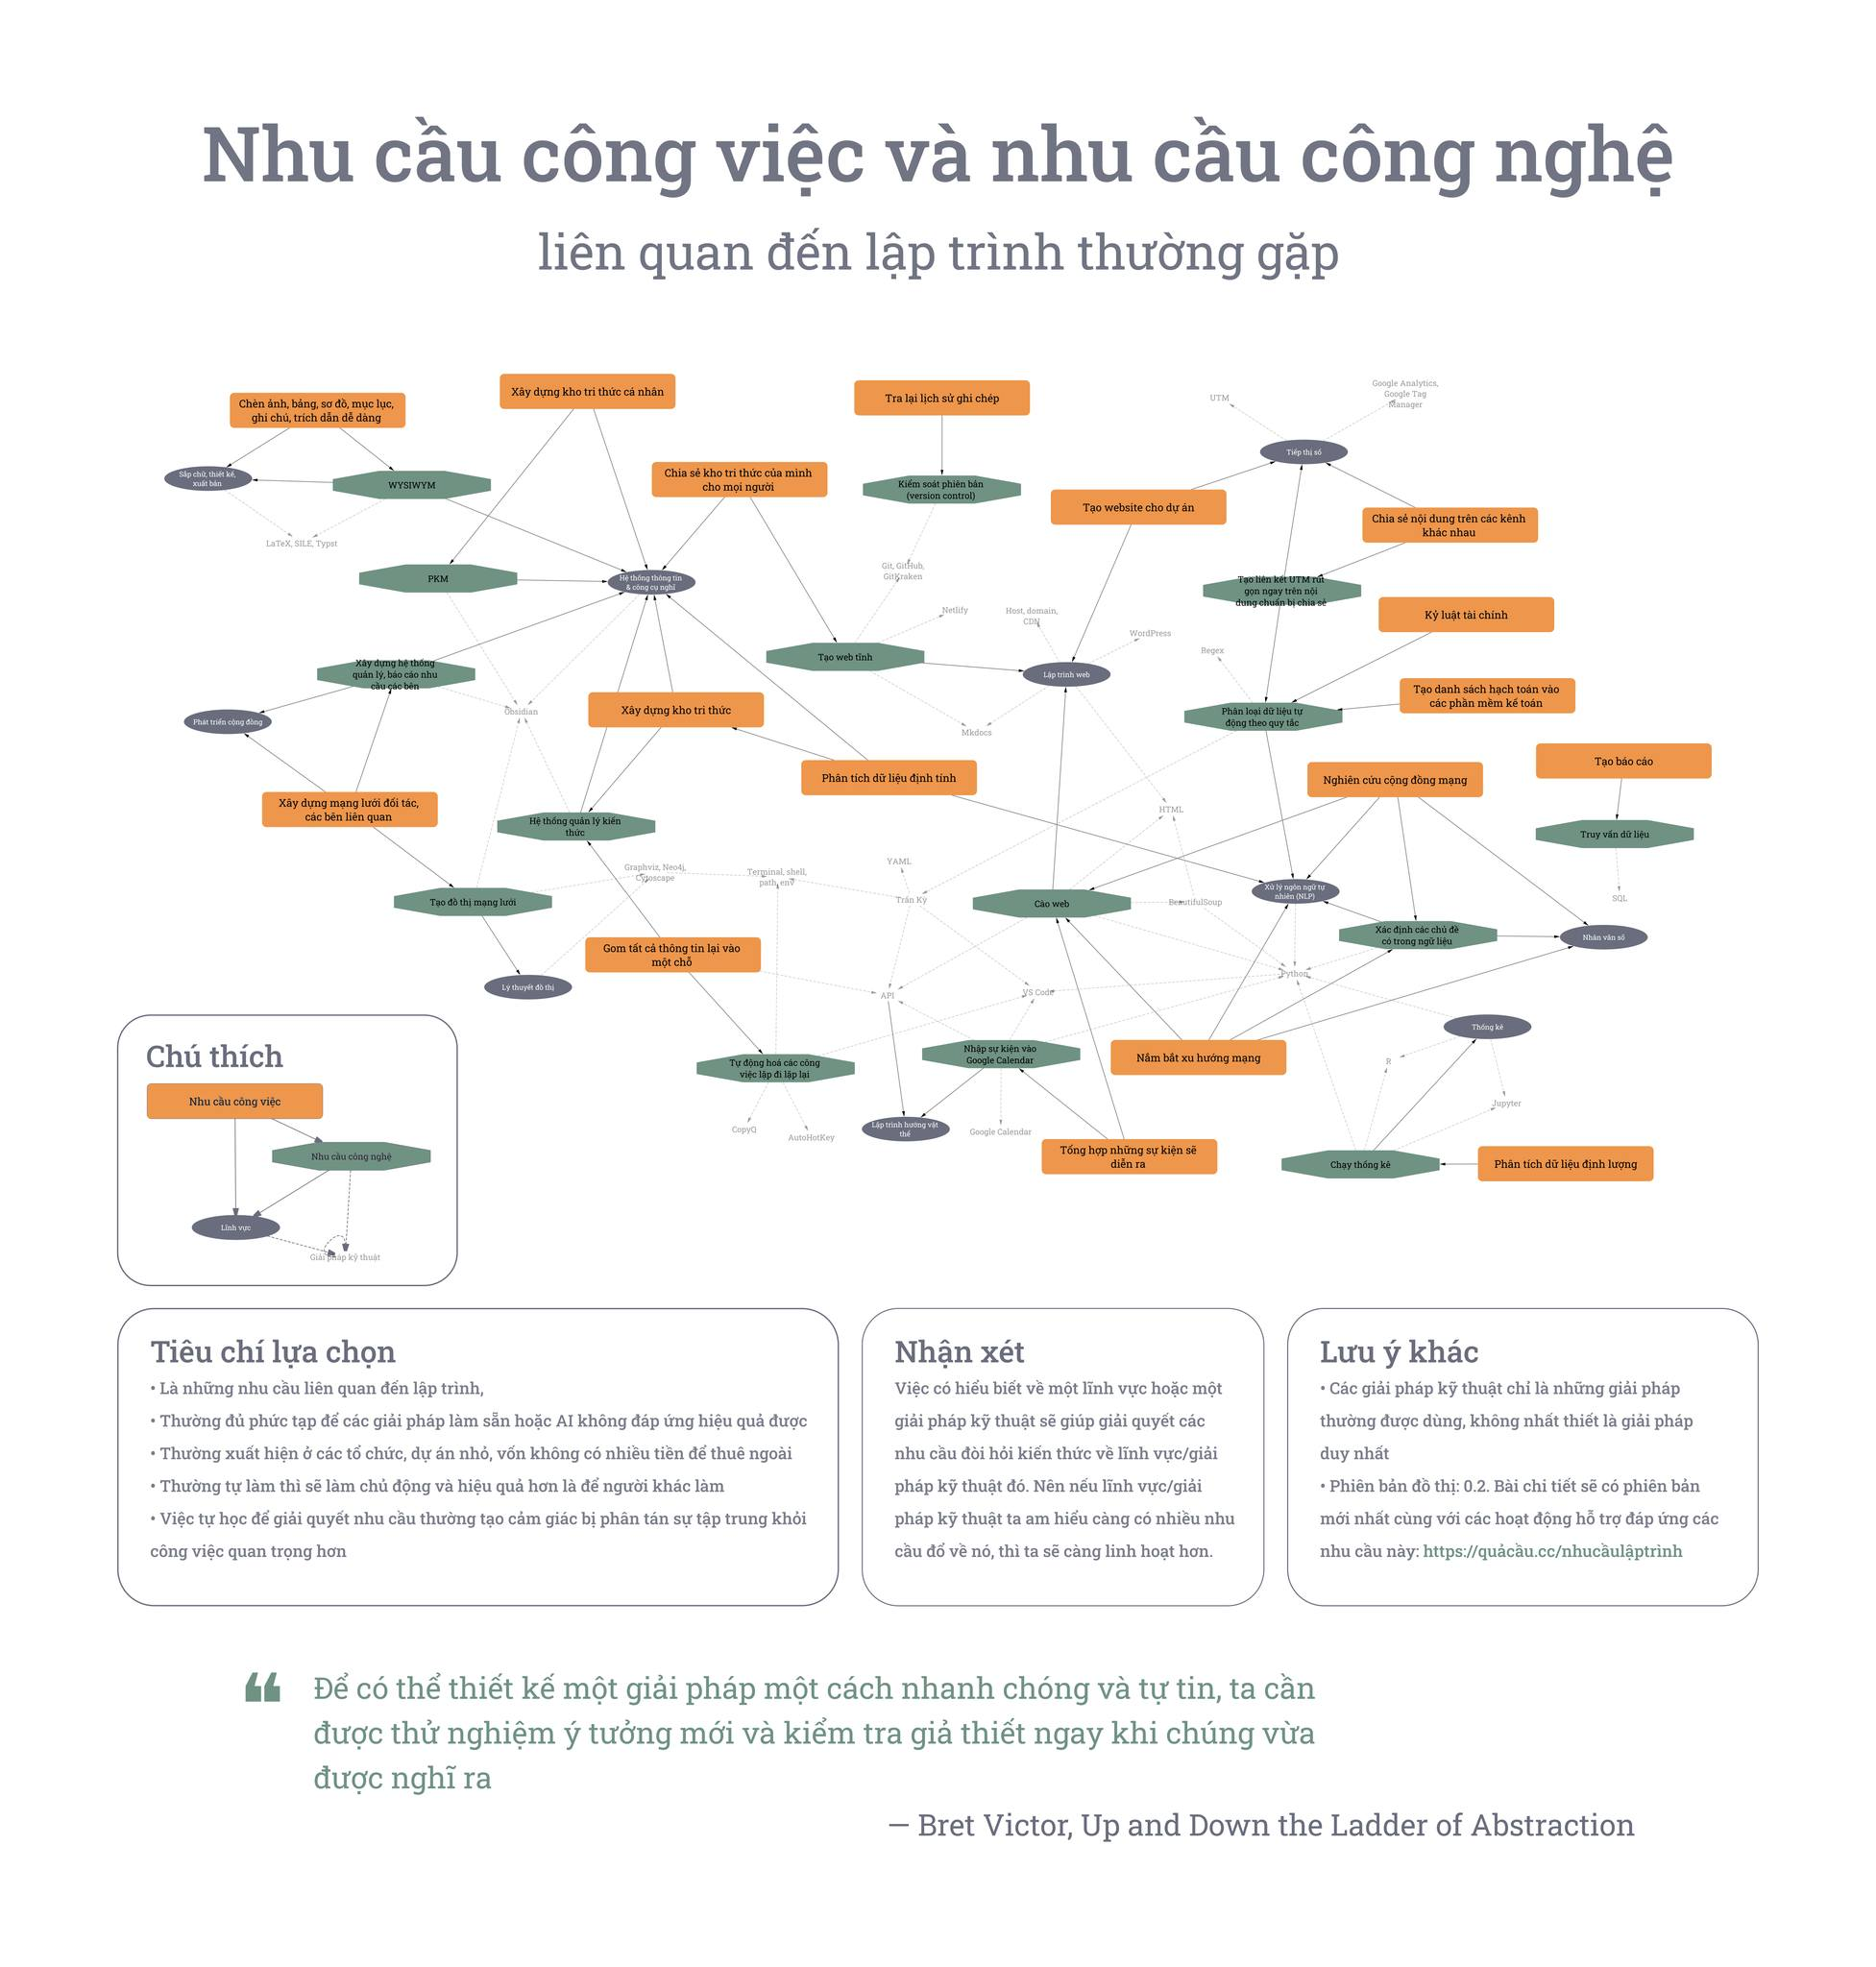 Nhu cầu công việc và nhu cầu công nghệ
liên quan đến lập trình thường gặp
Chèn ảnh, bảng, sơ đồ, mục lục,
ghi chú, trích dẫn dễ dàng
Xây dựng kho tri thức cá nhân
Tra lại lịch sử ghi chép
UTM
Google Analytics,
Google Tag
Manager
Sắp chữ, thiết kế,
xuất bản
WYSIWYM
Chia sẻ kho tri thức của mình
cho mọi người
Kiểm soát phiên bản
(version control)
Tiếp thị số
Tạo website cho dự án
Chia sẻ nội dung trên các kênh
khác nhau
LaTeX, SILE, Typst
PKM
Hệ thống thông tin
& công cụ nghĩ
Git, GitHub,
GitKraken
Tạo liên kết UTM rút
gọn ngay trên nội
dung chuẩn bị chia sẻ
Netlify
Host, domain,
CDN
WordPress
Kỷ luật tài chính
Xây dựng hệ thống
quản lý, báo cáo nhu
cầu các bên
Tạo web tĩnh
Lập trình web
Regex
Tạo danh sách hạch toán vào
các phần mềm kế toán
Phát triển cộng đồng
Obsidian
Xây dựng kho tri thức
Mkdocs
Phân loại dữ liệu tự
động theo quy tắc
Phân tích dữ liệu định tính
Nghiên cứu cộng đồng mạng
Tạo báo cáo
Xây dựng mạng lưới đối tác,
các bên liên quan
Hệ thống quản lý kiến
thức
HTML
Truy vấn dữ liệu
Graphviz, Neo4j,
Cytoscape
Terminal, shell,
path, env
YAML
Trấn Kỳ
Tạo đồ thị mạng lưới
Cào web
BeautifulSoup
Xử lý ngôn ngữ tự
nhiên (NLP)
SQL
Gom tất cả thông tin lại vào
một chỗ
Xác định các chủ đề
có trong ngữ liệu
Nhân văn số
Lý thuyết đồ thị
API
VS Code
Python
Thống kê
Tự động hoá các công
việc lặp đi lặp lại
Nhập sự kiện vào
Google Calendar
Nắm bắt xu hướng mạng
R
Jupyter
CopyQ
AutoHotKey
Lập trình hướng vật
thể
Google Calendar
Tổng hợp những sự kiện sẽ
diễn ra
Chạy thống kê
Phân tích dữ liệu định lượng
Chú thích
Nhu cầu công việc
Nhu cầu công nghệ
Lĩnh vực
Giải pháp kỹ thuật
Tiêu chí lựa chọn
• Là những nhu cầu liên quan đến lập trình,
• Thường đủ phức tạp để các giải pháp làm sẵn hoặc AI không đáp ứng hiệu quả được
• Thường xuất hiện ở các tổ chức, dự án nhỏ, vốn không có nhiều tiền để thuê ngoài
• Thường tự làm thì sẽ làm chủ động và hiệu quả hơn là để người khác làm
• Việc tự học để giải quyết nhu cầu thường tạo cảm giác bị phân tán sự tập trung khỏi
công việc quan trọng hơn
Nhận xét
Việc có hiểu biết về một lĩnh vực hoặc một
giải pháp kỹ thuật sẽ giúp giải quyết các
nhu cầu đòi hỏi kiến thức về lĩnh vực/giải
pháp kỹ thuật đó. Nên nếu lĩnh vực/giải
pháp kỹ thuật ta am hiểu càng có nhiều nhu
cầu đổ về nó, thì ta sẽ càng linh hoạt hơn.
Lưu ý khác
• Các giải pháp kỹ thuật chỉ là những giải pháp
thường được dùng, không nhất thiết là giải pháp
duy nhất
• Phiên bản đồ thị: 0.2. Bài chi tiết sẽ có phiên bản
mới nhất cùng với các hoạt động hỗ trợ đáp ứng các
nhu cầu này: https://quảcầu.cc/nhucầulậptrình
❝ Để có thể thiết kế một giải pháp một cách nhanh chóng và tự tin, ta cần
được thử nghiệm ý tưởng mới và kiểm tra giả thiết ngay khi chúng vừa
được nghĩ ra
— Bret Victor, Up and Down the Ladder of Abstraction